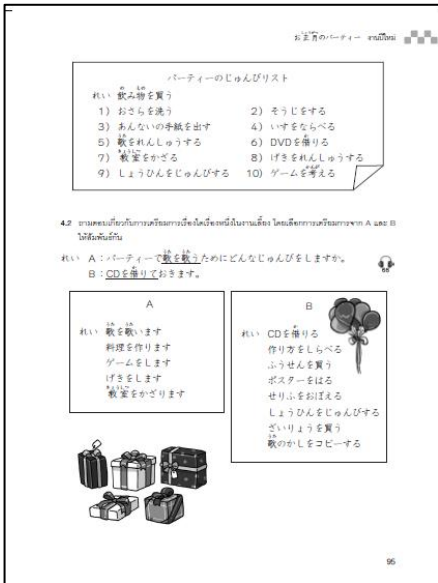 お正月のパーティー งานปีใหม่
パーティーのじゅんびリスト
れい 飲み物を買う
1) おさらを洗う 2) そうじをする
3) あんないの手紙を出す 4) いすをならべる
5) 歌をれんしゅうする 6) DVDを借りる
7) 教室をかざる 8) げきをれんしゅうする
9) しょうひんをじゅんびする 10) ゲームを考える
4.2 ถามตอบเกี่ยวกับการเตรียมการเรื่องใดเรื่องหนึ่งในงานเลี้ยง โดยเลือกการเตรียมการจาก A และ B
ให้สัมพันธ์กัน
れい A：パーティーで歌を歌うためにどんなじゅんびをしますか。
B：CDを借りておきます。
A
れい 歌を歌います
料理を作ります
ゲームをします
げきをします
教室をかざります
B
れい CDを借りる
作り方をしらべる
ふうせんを買う
ポスターをはる
せりふをおぼえる
しょうひんをじゅんびする
ざいりょうを買う
歌のかしをコピーする
95